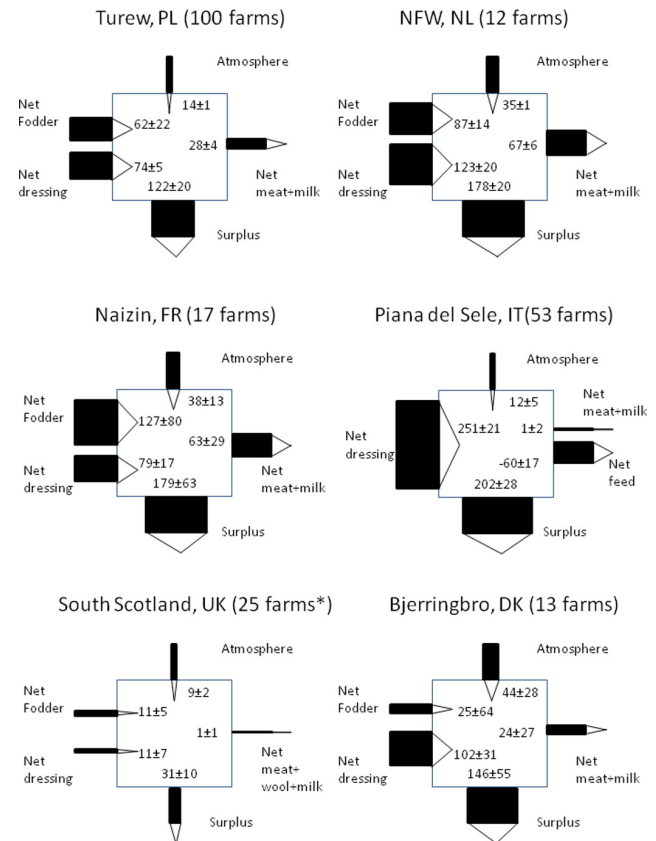 Turew, PL (100 farms)
Atmosphere
Net
Fodder
14±1
62±22
28±4
74±5
Net
dressing
122±20
Net
meat+milk
Surplus
NFW, NL (12 farms)
Atmosphere
Net
Fodder
35±1
87±14
67±6
123±20
Net
dressing
178±20
Net
meat+milk
Surplus
Naizin, FR (17 farms)
Atmosphere
Net
Fodder
38±13
127±80
63±29
Net
dressing
79±17
179±63
Net
meat+milk
Surplus
Piana del Sele, IT(53 farms)
Atmosphere
12±5
Net
meat+milk
Net
dressing
251±21
1±2
-60±17
Net
feed
202±28
Surplus
South Scotland, UK (25 farms*)
Atmosphere
Net
Fodder
9±2
11±5
1±1
Net
dressing
11±7
31±10
Net
meat+
wool+milk
Surplus
Bjerringbro, DK (13 farms)
Atmosphere
Net
Fodder
44±28
25±64
24±27
Net
dressing
102±31
146±55
Net
meat+milk
Surplus